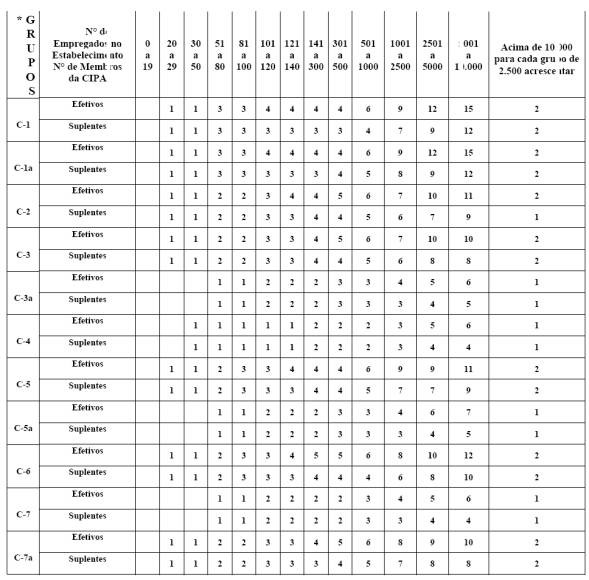 * G R U P O S
N° de Empregados no Estabelecimento N° de Membros da CIPA
0 a 19
20 a 29
30 a 50
51 a 80
81 a 100
101 a 120
121 a 140
141 a 300
301 a 500
501 a 1000
1001 a 2500
2501 a 5000
5001 a 10.000
Acima de 10.000 para cada grupo de 2.500 acrescentar
C-1
Efetivos 1 1 3 3 4 4 4 4 6 9 12 15 2
Suplentes 1 1 3 3 3 3 3 3 4 7 9 12 2
C-1a
Efetivos 1 1 3 3 4 4 4 4 6 9 12 15 2
Suplentes 1 1 3 3 3 3 3 4 5 8 9 12 2
C-2
Efetivos 1 1 2 2 3 4 4 5 6 7 10 11 2
Suplentes 1 1 2 2 3 3 4 4 5 6 7 9 1
C-3
Efetivos 1 1 2 2 3 3 4 5 6 7 10 10 2
Suplentes 1 1 2 2 3 3 4 4 5 6 8 8 2
C-3a
Efetivos 1 1 2 2 2 3 3 4 5 6 1
Suplentes 1 1 2 2 2 3 3 3 4 5 1
C-4
Efetivos 1 1 1 1 1 2 2 2 3 5 6 1
Suplentes 1 1 1 1 1 2 2 2 3 4 4 1
C-5
Efetivos 1 1 2 3 3 4 4 4 6 9 9 11 2
Suplentes 1 1 2 3 3 3 4 4 5 7 7 9 2
C-5a
Efetivos 1 1 2 2 2 3 3 4 6 7 1
Suplentes 1 1 2 2 2 3 3 3 4 5 1
C-6
Efetivos 1 1 2 3 3 4 5 5 6 8 10 12 2
Suplentes 1 1 2 3 3 3 4 4 4 6 8 10 2
C-7
Efetivos 1 1 2 2 2 2 3 4 5 6 1
Suplentes 1 1 2 2 2 2 3 3 4 4 1
C-7a
Efetivos 1 1 2 2 3 3 4 5 6 8 9 10 2
Suplentes 1 1 2 2 3 3 3 4 5 7 8 8 2